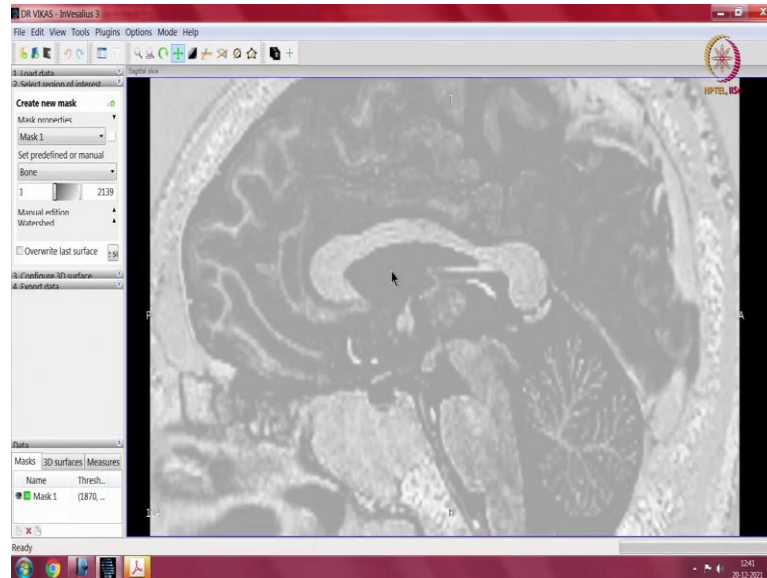 DR VIKAS - InVesalius 3
File Edit View Tools Plugins Options Mode Help
1. Load data
2. Select region of interest
Create new mask
Mask properties
Mask 1
Set predefined or manual
Bone
1 2139
Manual edition
Watershed
Overwrite last surface
3. Configure 3D surface
4. Export data
Data
Masks 3D surfaces Measures
Name Thresh...
Mask 1 (1870, ...
Ready
Sagittal slice
T
P
A
NPTEL, IISc
12:41
20-12-2021